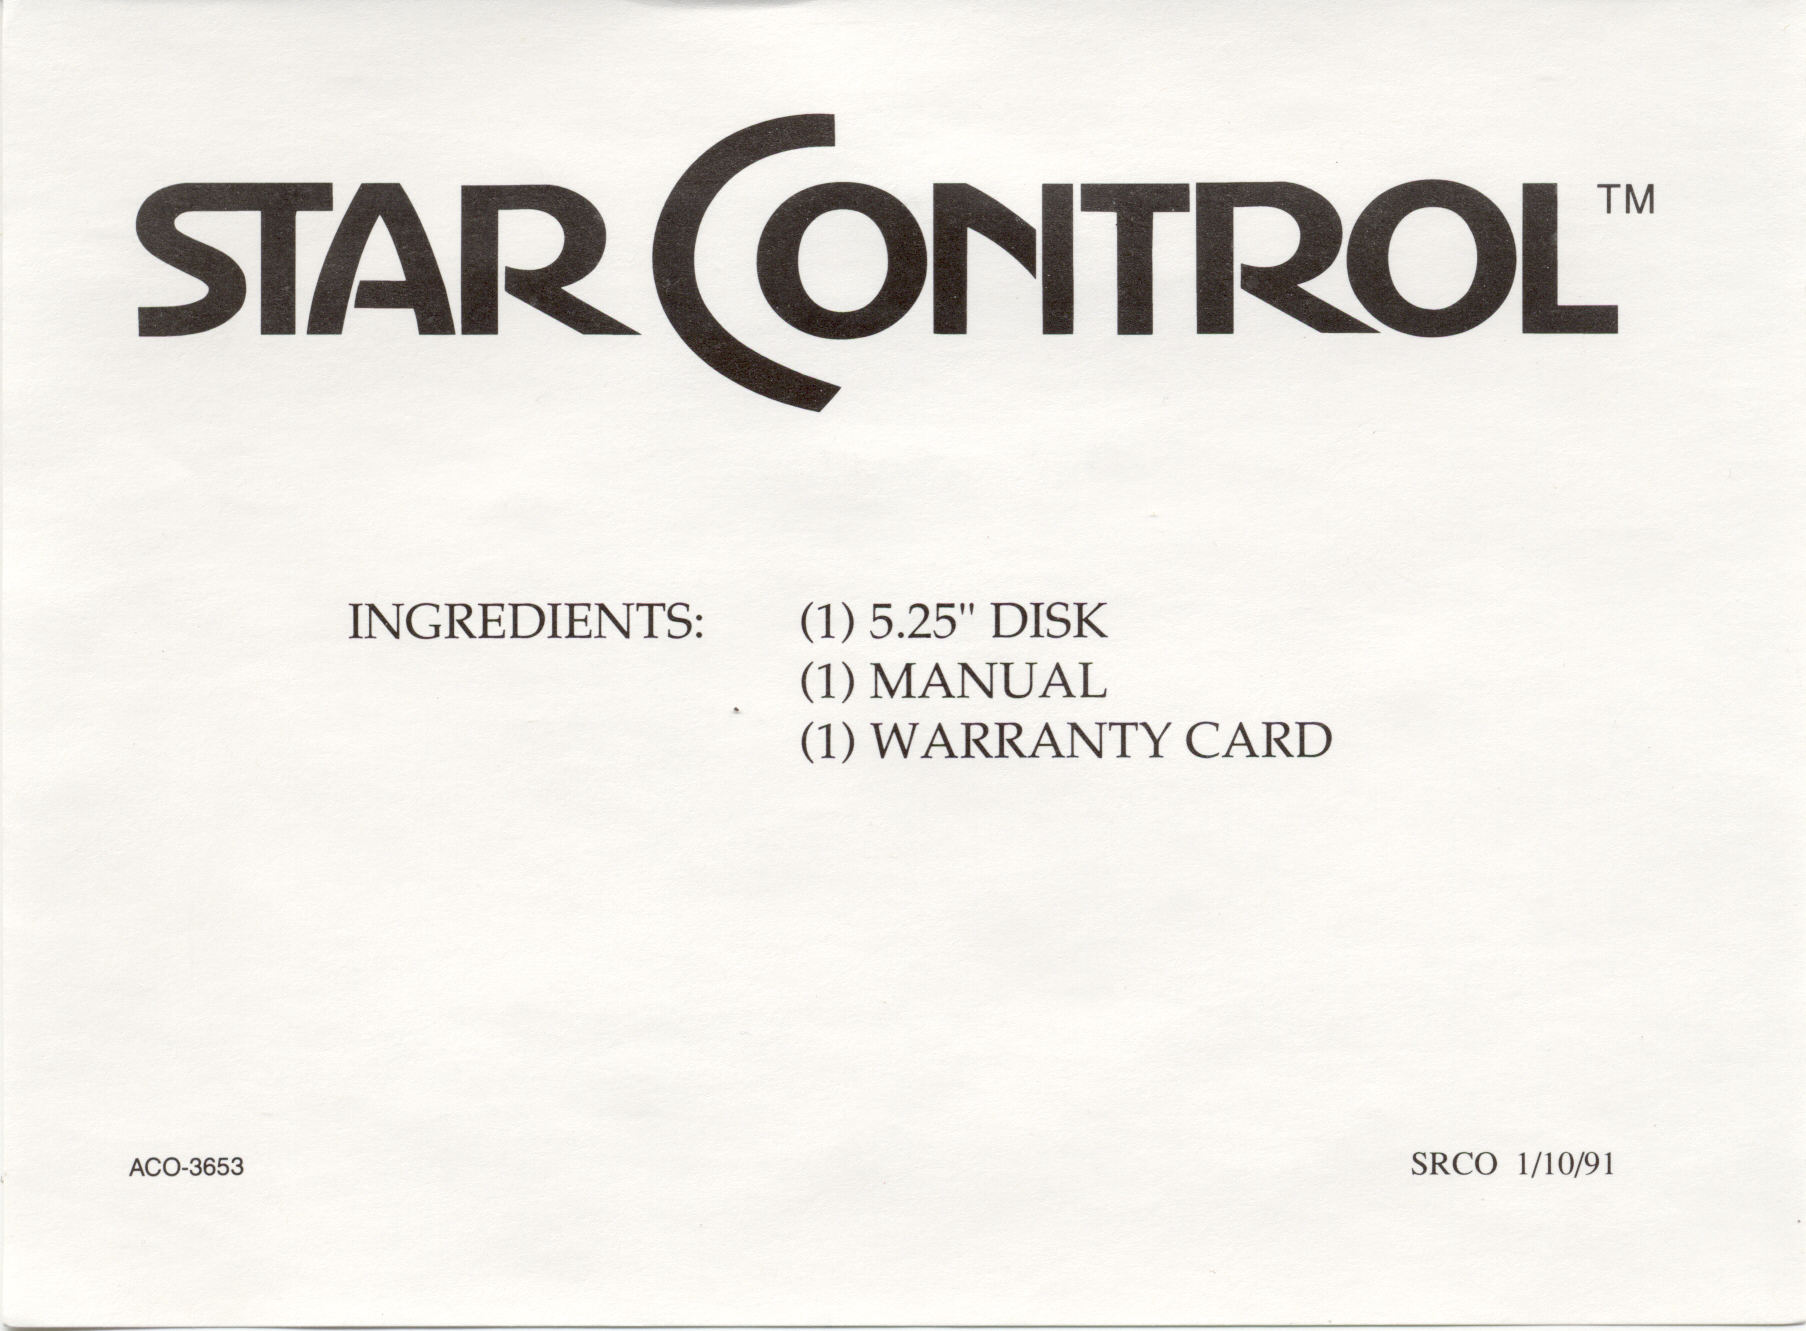 STAR CONTROL™
INGREDIENTS: (1) 5.25" DISK
(1) MANUAL
(1) WARRANTY CARD
ACO-3653 SRCO 1/10/91